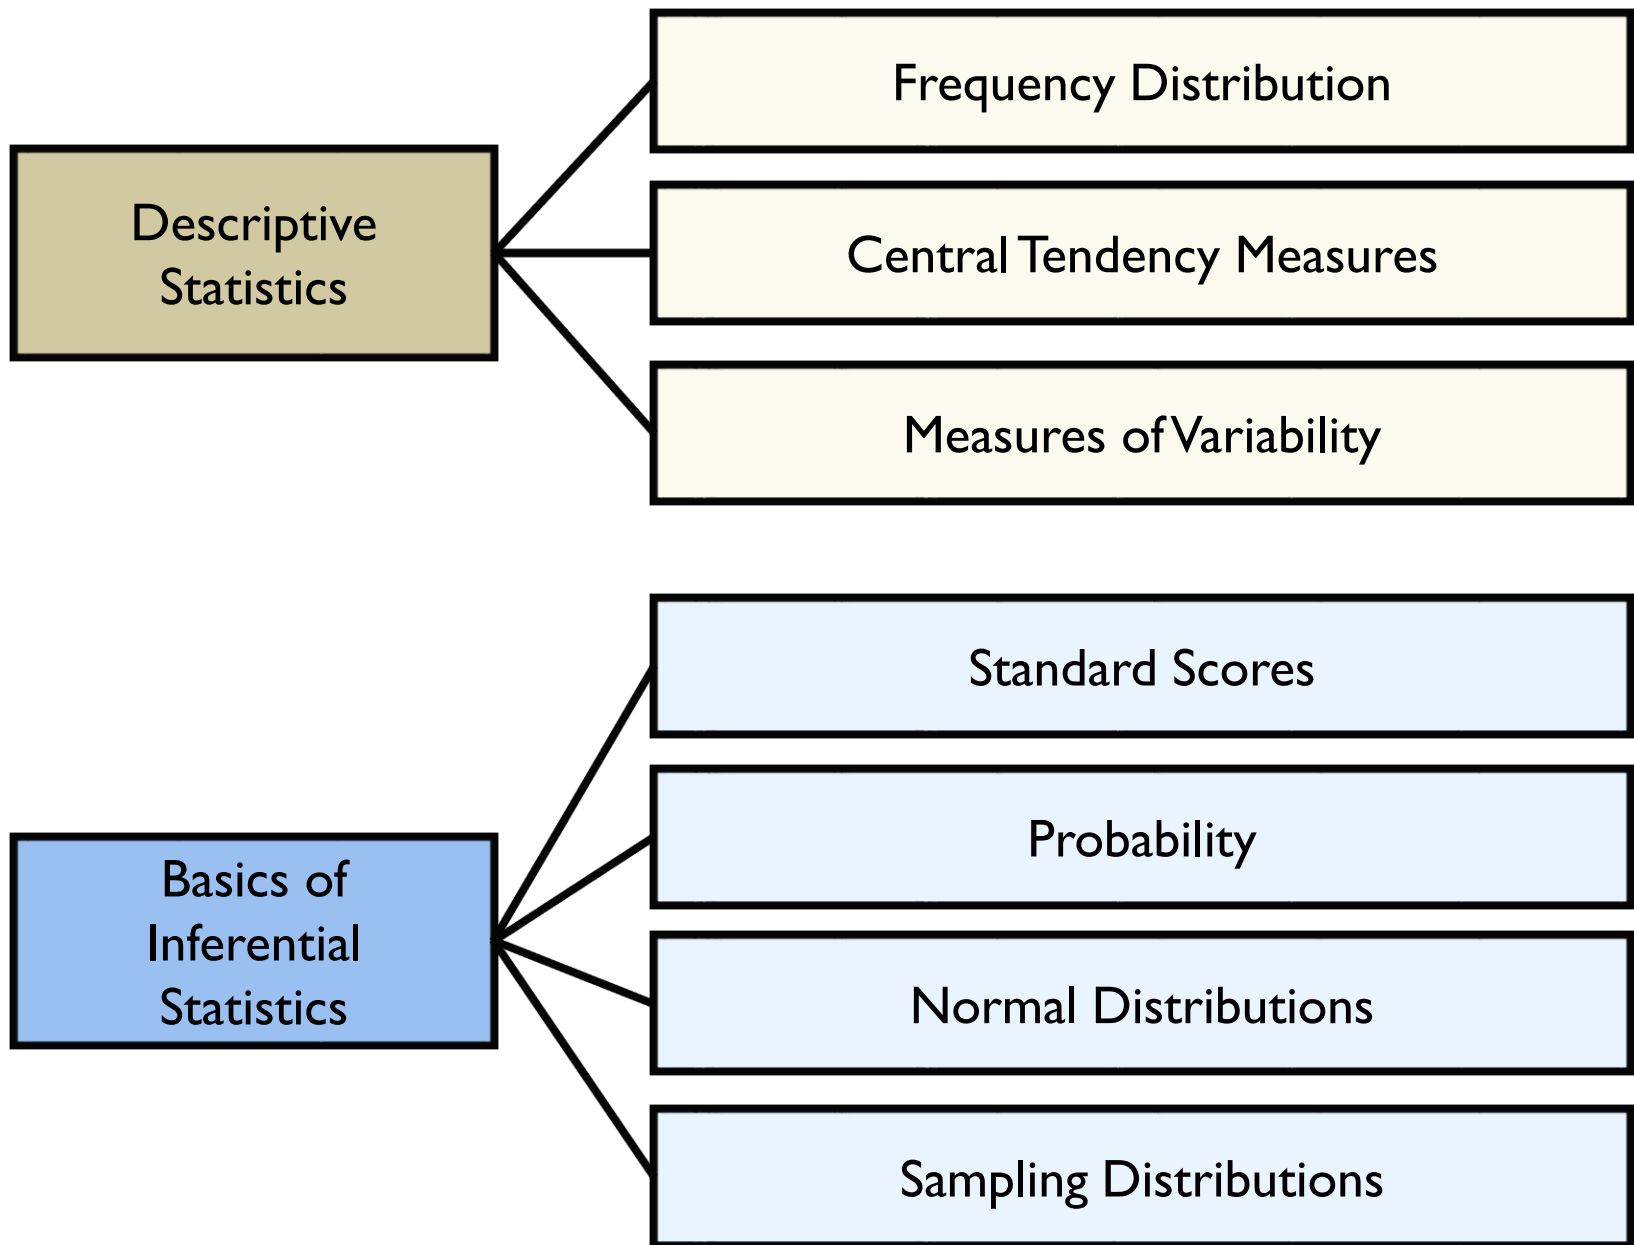 Frequency Distribution
Descriptive
Statistics
Central Tendency Measures
Measures of Variability
Standard Scores
Probability
Basics of
Inferential
Statistics
Normal Distributions
Sampling Distributions